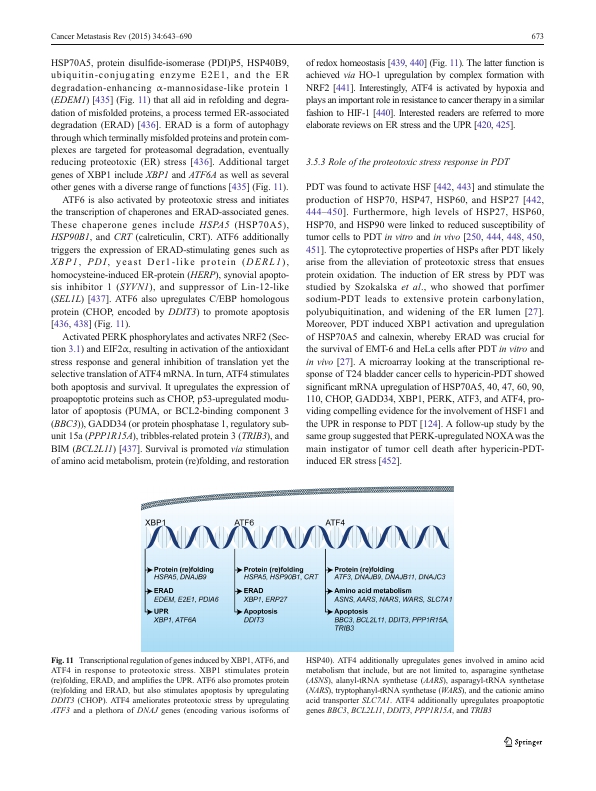 Cancer Metastasis Rev (2015) 34:643–690
673
HSP70A5, protein disulfide-isomerase (PDI)P5, HSP40B9,
ubiquitin-conjugating enzyme E2E1, and the ER
degradation-enhancing α-mannosidase-like protein 1
(EDEM1) [435] (Fig. 11) that all aid in refolding and degra-
dation of misfolded proteins, a process termed ER-associated
degradation (ERAD) [436]. ERAD is a form of autophagy
through which terminally misfolded proteins and protein com-
plexes are targeted for proteasomal degradation, eventually
reducing proteotoxic (ER) stress [436]. Additional target
genes of XBP1 include XBP1 and ATF6A as well as several
other genes with a diverse range of functions [435] (Fig. 11).
ATF6 is also activated by proteotoxic stress and initiates
the transcription of chaperones and ERAD-associated genes.
These chaperone genes include HSPA5 (HSP70A5),
HSP90B1, and CRT (calreticulin, CRT). ATF6 additionally
triggers the expression of ERAD-stimulating genes such as
XBP1, PDI, yeast Der1-like protein (DERL1),
homocysteine-induced ER-protein (HERP), synovial apopto-
sis inhibitor 1 (SYVN1), and suppressor of Lin-12-like
(SEL1L) [437]. ATF6 also upregulates C/EBP homologous
protein (CHOP, encoded by DDIT3) to promote apoptosis
[436, 438] (Fig. 11).
Activated PERK phosphorylates and activates NRF2 (Sec-
tion 3.1) and EIF2α, resulting in activation of the antioxidant
stress response and general inhibition of translation yet the
selective translation of ATF4 mRNA. In turn, ATF4 stimulates
both apoptosis and survival. It upregulates the expression of
proapoptotic proteins such as CHOP, p53-upregulated modu-
lator of apoptosis (PUMA, or BCL2-binding component 3
(BBC3)), GADD34 (or protein phosphatase 1, regulatory sub-
unit 15a (PPP1R15A), tribbles-related protein 3 (TRIB3), and
BIM (BCL2L11) [437]. Survival is promoted via stimulation
of amino acid metabolism, protein (re)folding, and restoration
of redox homeostasis [439, 440] (Fig. 11). The latter function is
achieved via HO-1 upregulation by complex formation with
NRF2 [441]. Interestingly, ATF4 is activated by hypoxia and
plays an important role in resistance to cancer therapy in a similar
fashion to HIF-1 [440]. Interested readers are referred to more
elaborate reviews on ER stress and the UPR [420, 425].
3.5.3 Role of the proteotoxic stress response in PDT
PDT was found to activate HSF [442, 443] and stimulate the
production of HSP70, HSP47, HSP60, and HSP27 [442,
444–450]. Furthermore, high levels of HSP27, HSP60,
HSP70, and HSP90 were linked to reduced susceptibility of
tumor cells to PDT in vitro and in vivo [250, 444, 448, 450,
451]. The cytoprotective properties of HSPs after PDT likely
arise from the alleviation of proteotoxic stress that ensues
protein oxidation. The induction of ER stress by PDT was
studied by Szokalska et al., who showed that porfimer
sodium-PDT leads to extensive protein carbonylation,
polyubiquitination, and widening of the ER lumen [27].
Moreover, PDT induced XBP1 activation and upregulation
of HSP70A5 and calnexin, whereby ERAD was crucial for
the survival of EMT-6 and HeLa cells after PDT in vitro and
in vivo [27]. A microarray looking at the transcriptional re-
sponse of T24 bladder cancer cells to hypericin-PDT showed
significant mRNA upregulation of HSP70A5, 40, 47, 60, 90,
110, CHOP, GADD34, XBP1, PERK, ATF3, and ATF4, pro-
viding compelling evidence for the involvement of HSF1 and
the UPR in response to PDT [124]. A follow-up study by the
same group suggested that PERK-upregulated NOXA was the
main instigator of tumor cell death after hypericin-PDT-
induced ER stress [452].
XBP1
ATF6
ATF4
Protein (re)folding
HSPA5, DNAJB9
ERAD
EDEM, E2E1, PDIA6
UPR
XBP1, ATF6A
Protein (re)folding
HSPA5, HSP90B1, CRT
ERAD
XBP1, ERP27
Apoptosis
DDIT3
Protein (re)folding
ATF3, DNAJB9, DNAJB11, DNAJC3
Amino acid metabolism
ASNS, AARS, NARS, WARS, SLC7A1
Apoptosis
BBC3, BCL2L11, DDIT3, PPP1R15A,
TRIB3
Fig. 11 Transcriptional regulation of genes induced by XBP1, ATF6, and
ATF4 in response to proteotoxic stress. XBP1 stimulates protein
(re)folding, ERAD, and amplifies the UPR. ATF6 also promotes protein
(re)folding and ERAD, but also stimulates apoptosis by upregulating
DDIT3 (CHOP). ATF4 ameliorates proteotoxic stress by upregulating
ATF3 and a plethora of DNAJ genes (encoding various isoforms of
HSP40). ATF4 additionally upregulates genes involved in amino acid
metabolism that include, but are not limited to, asparagine synthetase
(ASNS), alanyl-tRNA synthetase (AARS), asparagyl-tRNA synthetase
(NARS), tryptophanyl-tRNA synthetase (WARS), and the cationic amino
acid transporter SLC7A1. ATF4 additionally upregulates proapoptotic
genes BBC3, BCL2L11, DDIT3, PPP1R15A, and TRIB3
Springer